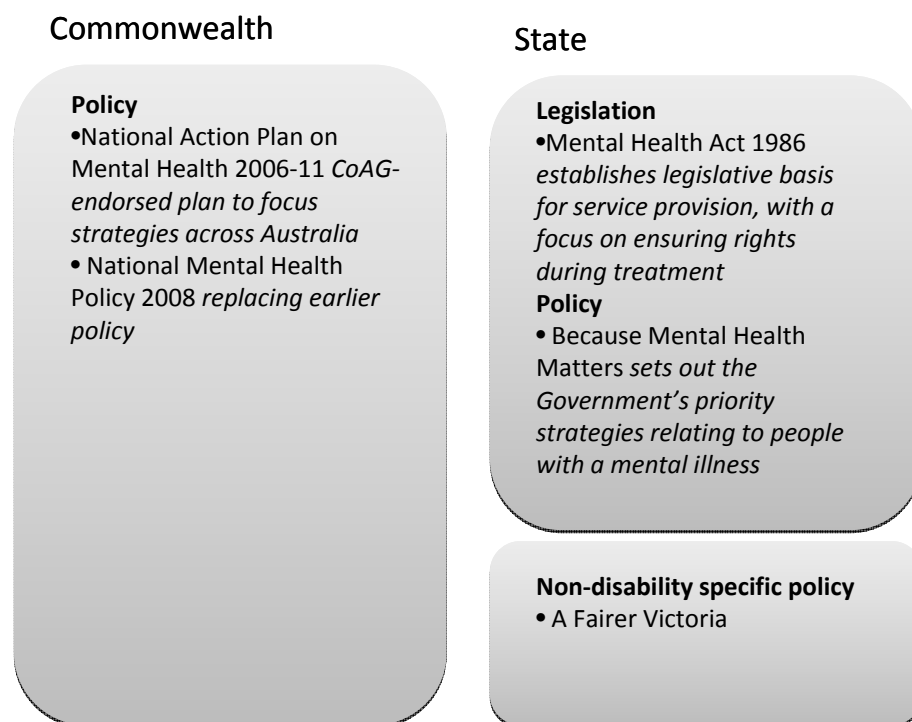 Commonwealth
Policy
•National Action Plan on
Mental Health 2006-11 CoAG-
endorsed plan to focus
strategies across Australia
• National Mental Health
Policy 2008 replacing earlier
policy
State
Legislation
•Mental Health Act 1986
establishes legislative basis
for service provision, with a
focus on ensuring rights
during treatment
Policy
• Because Mental Health
Matters sets out the
Government’s priority
strategies relating to people
with a mental illness
Non-disability specific policy
• A Fairer Victoria